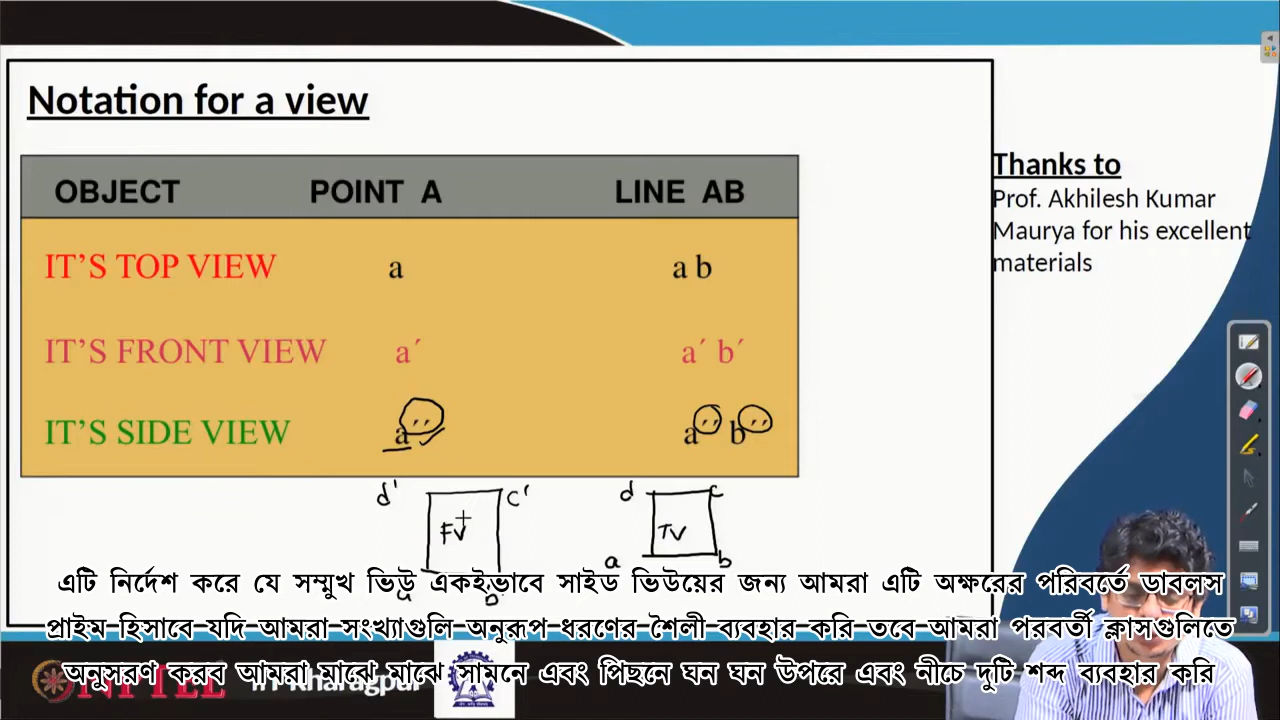 Notation for a view
OBJECT POINT A LINE AB
IT'S TOP VIEW a a b
IT'S FRONT VIEW a´ a´ b´
IT'S SIDE VIEW a´´ a´´ b´´
Thanks to
Prof. Akhilesh Kumar
Maurya for his excellent
materials
d' c' d c
FV TV
a b
এটি নির্দেশ করে যে সম্মুখ ভিউ একইভাবে সাইড ভিউয়ের জন্য আমরা এটি অক্ষরের পরিবর্তে ডাবলস
প্রাইম হিসাবে যদি আমরা সংখ্যাগুলি অনুরূপ ধরণের শৈলী ব্যবহার করি তবে আমরা পরবর্তী ক্লাসগুলিতে
অনুসরণ করব আমরা মাঝে মাঝে সামনে এবং পিছনে ঘন ঘন উপরে এবং নীচে দুটি শব্দ ব্যবহার করি